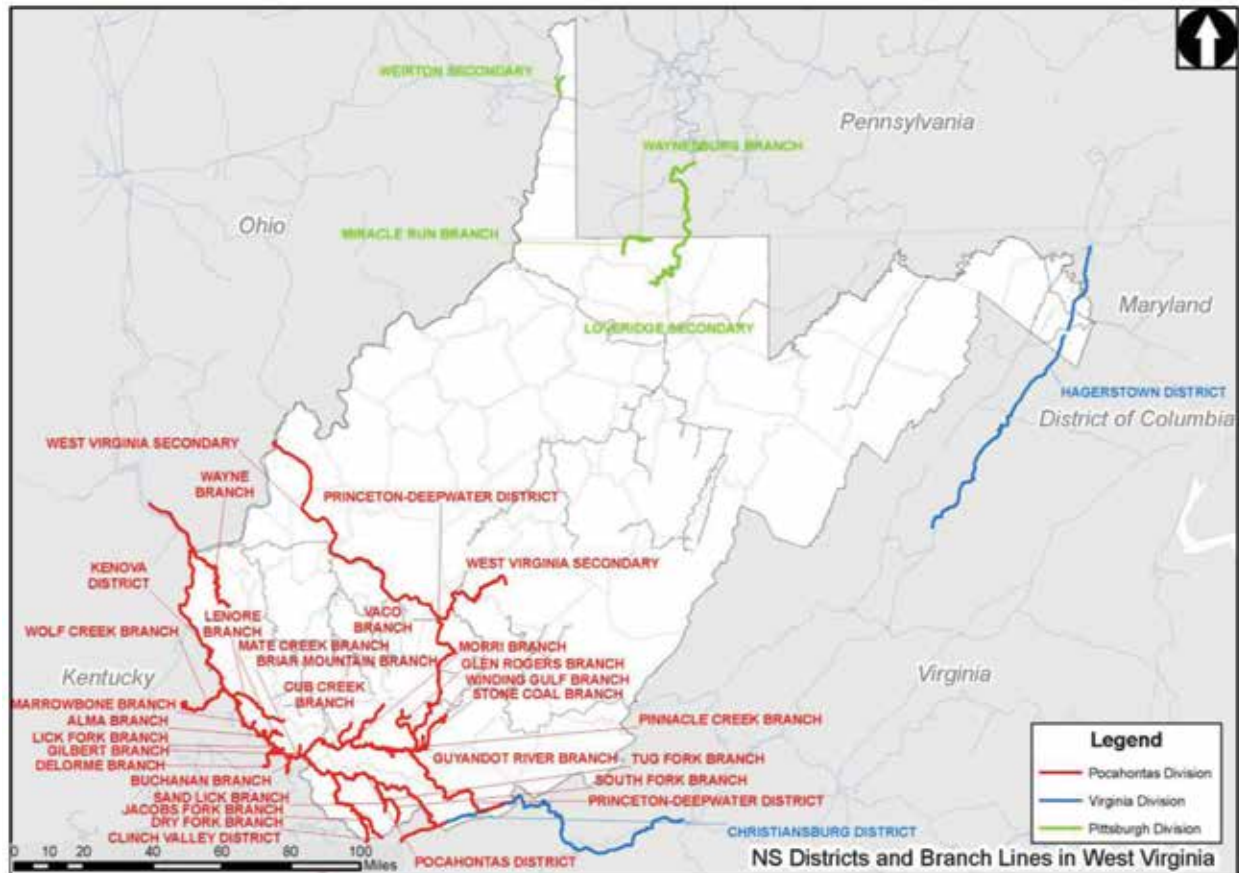 WEIRTON SECONDARY
Pennsylvania
WAYNESBURG BRANCH
Ohio
MIRACLE RUN BRANCH
Maryland
LOVERIDGE SECONDARY
HAGERSTOWN DISTRICT
District of Columbia
WEST VIRGINIA SECONDARY
WAYNE
BRANCH
PRINCETON-DEEPWATER DISTRICT
KENOVA
DISTRICT
WEST VIRGINIA SECONDARY
LENORE
BRANCH
VACO
BRANCH
WOLF CREEK BRANCH
MATE CREEK BRANCH
BRIAR MOUNTAIN BRANCH
MORRI BRANCH
GLEN ROGERS BRANCH
WINDING GULF BRANCH
STONE COAL BRANCH
Kentucky
CUB CREEK
BRANCH
Virginia
MARROWBONE BRANCH
ALMA BRANCH
LICK FORK BRANCH
GILBERT BRANCH
DELORME BRANCH
PINNACLE CREEK BRANCH
GUYANDOT RIVER BRANCH
TUG FORK BRANCH
BUCHANAN BRANCH
SOUTH FORK BRANCH
SAND LICK BRANCH
JACOBS FORK BRANCH
DRY FORK BRANCH
CLINCH VALLEY DISTRICT
PRINCETON-DEEPWATER DISTRICT
CHRISTIANSBURG DISTRICT
POCAHONTAS DISTRICT
Legend
Pocahontas Division
Virginia Division
Pittsburgh Division
0 20 40 60 80 100
Miles
NS Districts and Branch Lines in West Virginia